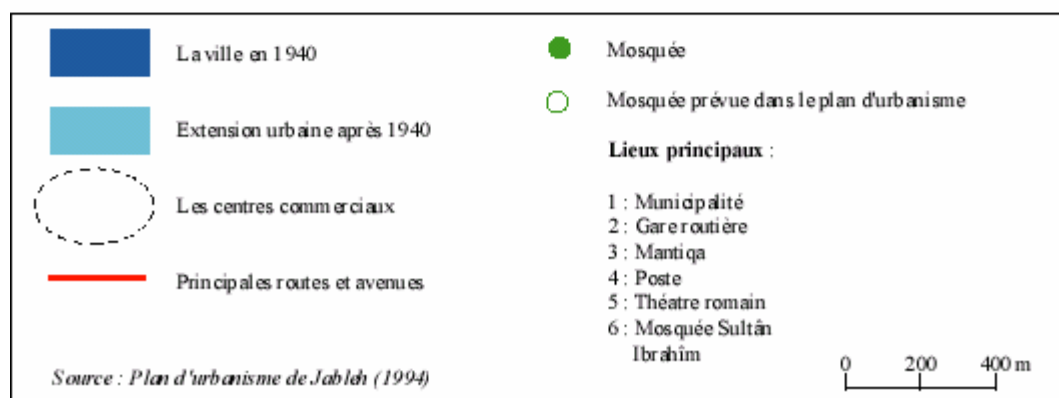 La ville en 1940
Extension urbaine après 1940
Les centres commerciaux
Principales routes et avenues
Source : Plan d'urbanisme de Jableh (1994)
Mosquée
Mosquée prévue dans le plan d'urbanisme
Lieux principaux :
1 : Municipalité
2 : Gare routière
3 : Mantiqa
4 : Poste
5 : Théatre romain
6 : Mosquée Sultân
Ibrahîm
0 200 400 m